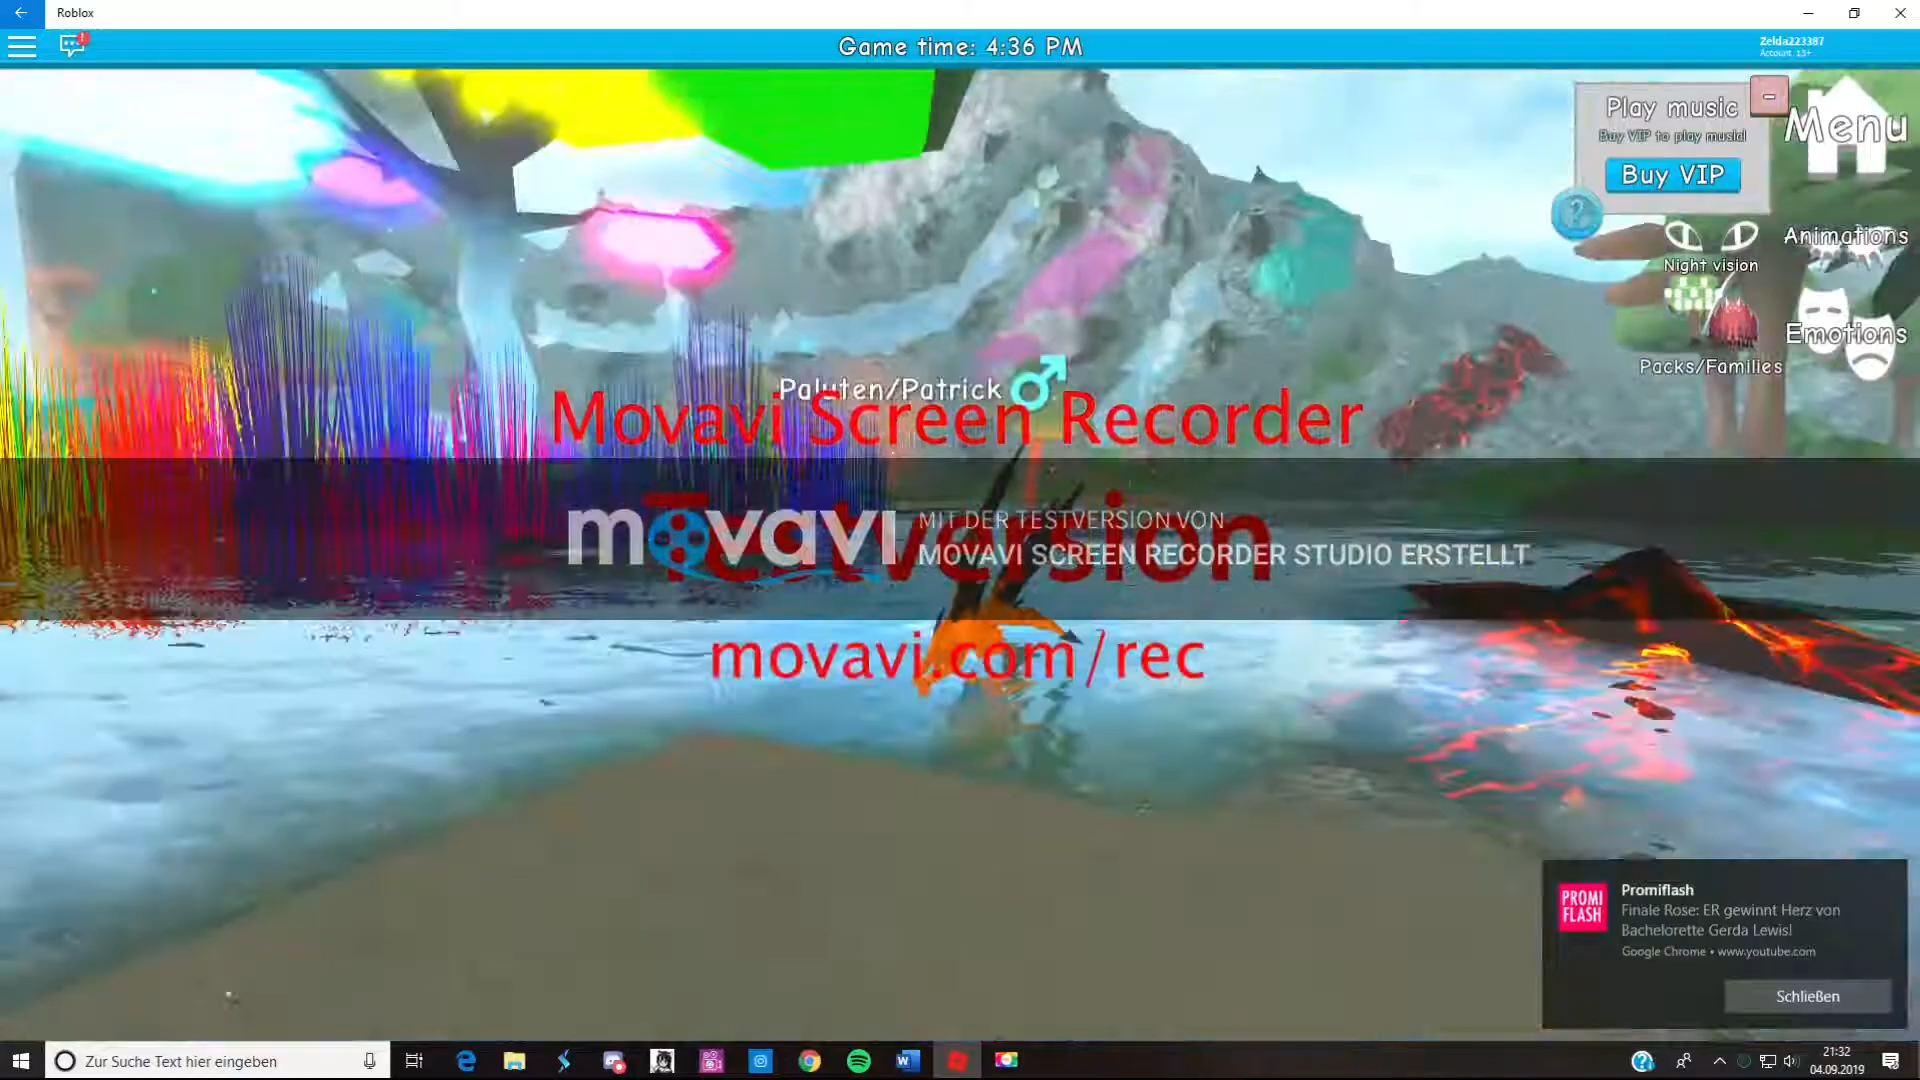 Roblox
Game time: 4:36 PM
Zelda223387
Account: 13+
Play music
-
Menu
Buy VIP to play music!
Buy VIP
?
Animations
Night vision
Emotions
Packs/Families
Paluten/Patrick
Movavi Screen Recorder
Testversion
movavi
MIT DER TESTVERSION VON
MOVAVI SCREEN RECORDER STUDIO ERSTELLT
movavi.com/rec
PROMI
FLASH
Promiflash
Finale Rose: ER gewinnt Herz von
Bachelorette Gerda Lewis!
Google Chrome • www.youtube.com
Schließen
Zur Suche Text hier eingeben
21:32
04.09.2019